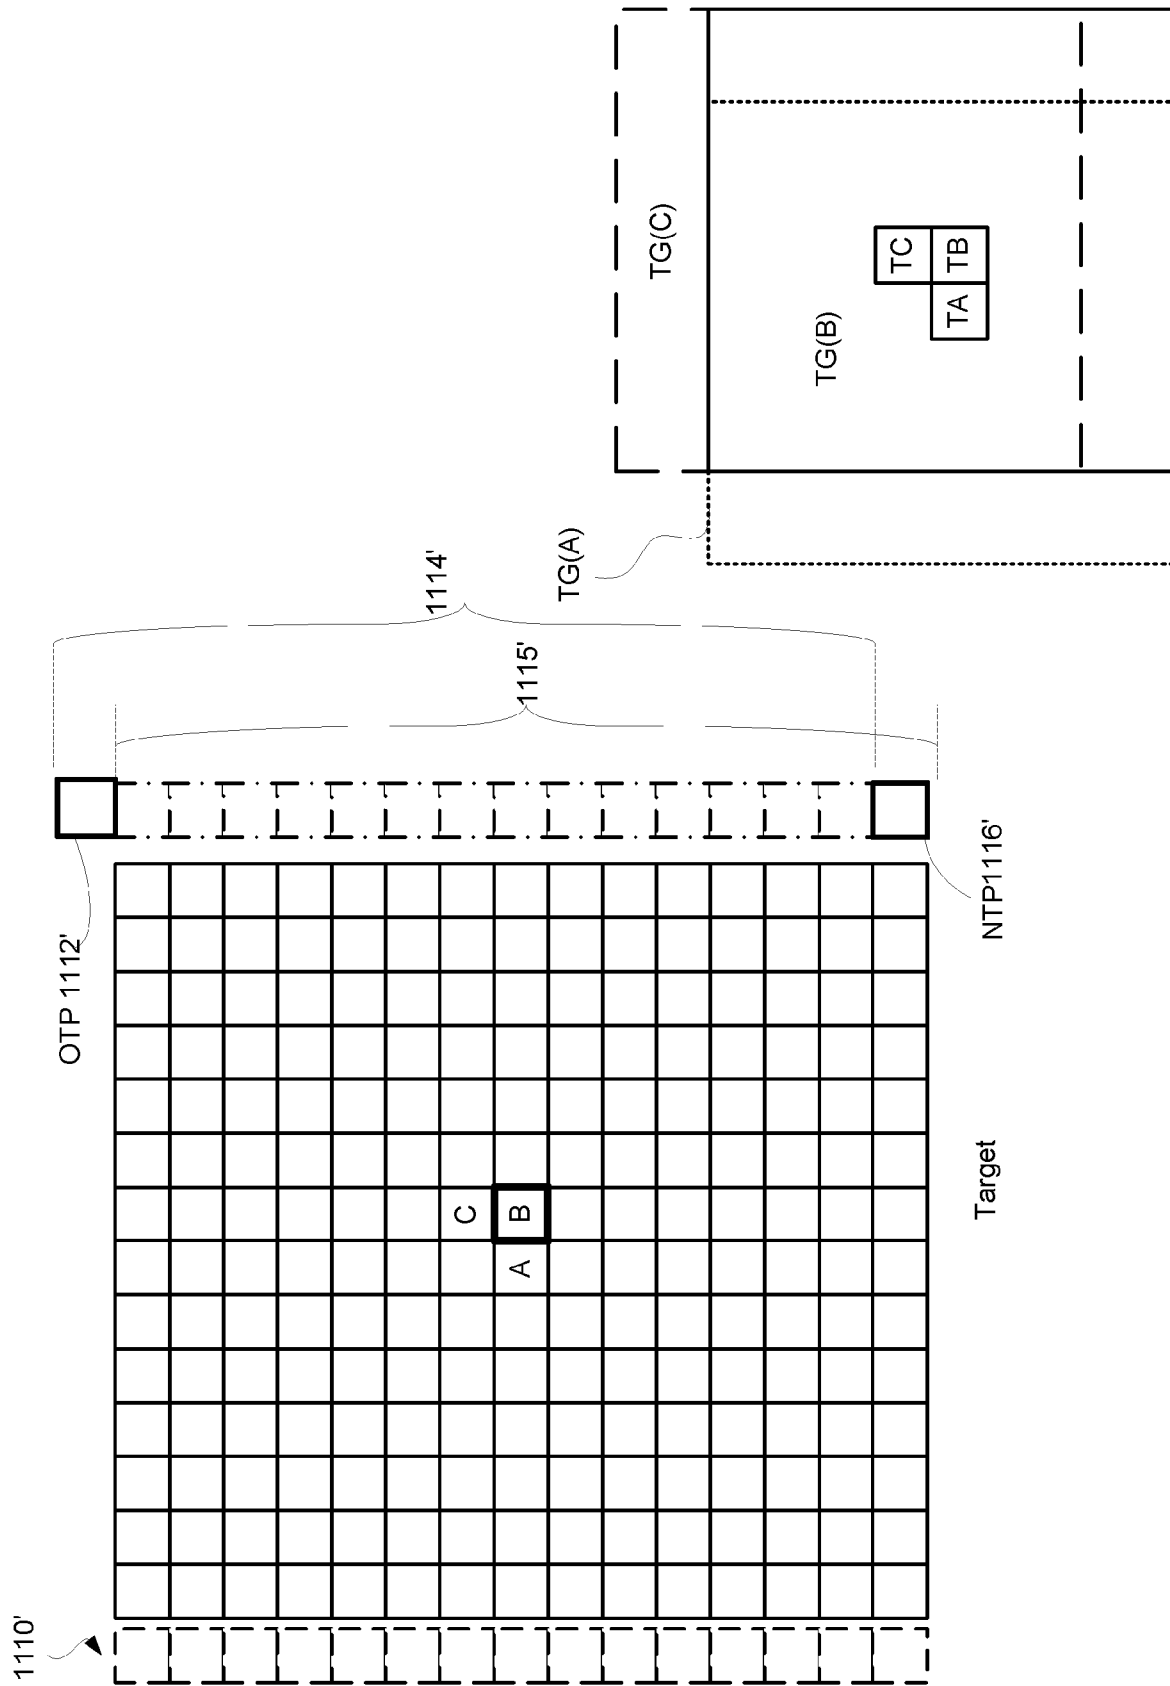 1110'
OTP 1112'
1114'
1115'
C
A
B
NTP1116'
Target
TG(A)
TG(C)
TG(B)
TC
TA
TB